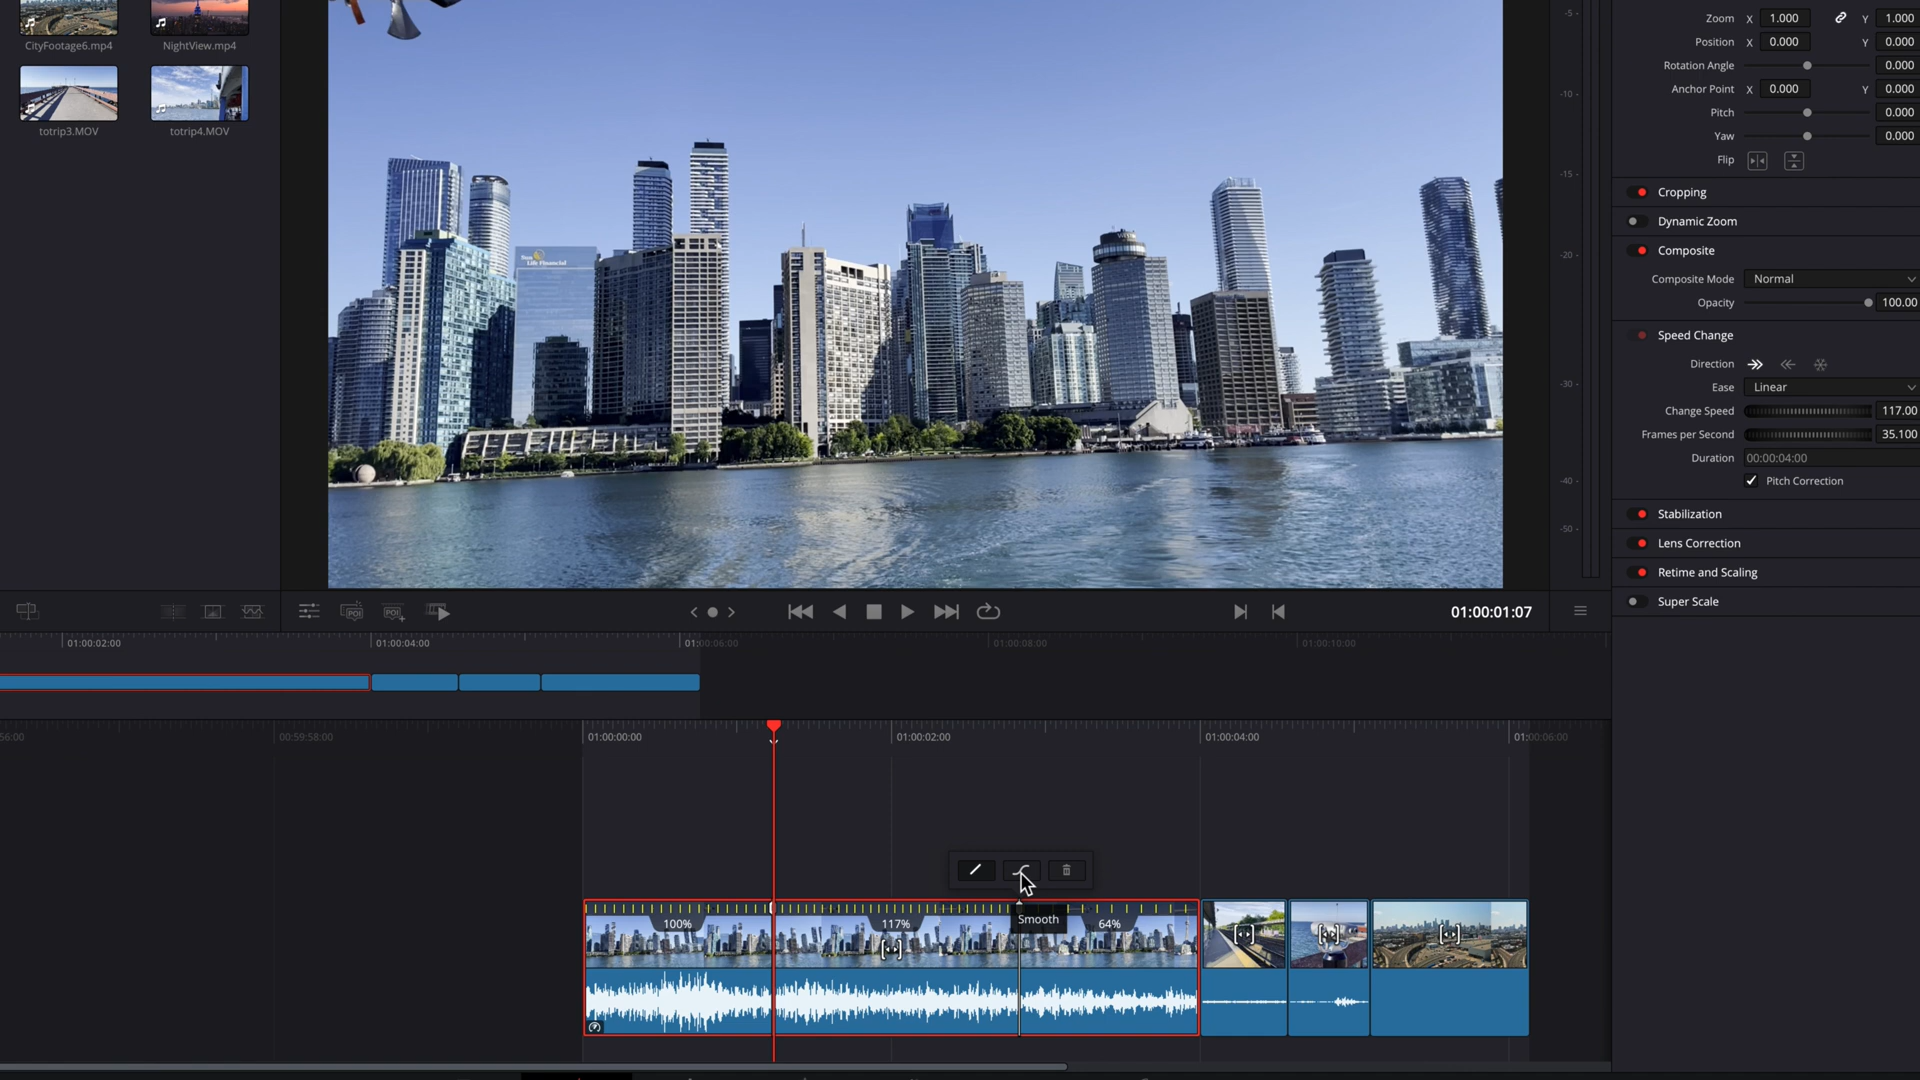 CityFootage6.mp4
NightView.mp4
totrip3.MOV
totrip4.MOV
Sun Life Financial
-5
-10
-15
-20
-30
-40
-50
Zoom X 1.000 Y 1.000
Position X 0.000 Y 0.000
Rotation Angle 0.000
Anchor Point X 0.000 Y 0.000
Pitch 0.000
Yaw 0.000
Flip
Cropping
Dynamic Zoom
Composite
Composite Mode Normal
Opacity 100.00
Speed Change
Direction
Ease Linear
Change Speed 117.00
Frames per Second 35.100
Duration 00:00:04:00
Pitch Correction
Stabilization
Lens Correction
Retime and Scaling
Super Scale
POI POI
01:00:01:07
01:00:02:00 01:00:04:00 01:00:06:00 01:00:08:00 01:00:10:00
56:00 00:59:58:00 01:00:00:00 01:00:02:00 01:00:04:00 01:00:06:00
Smooth
100% 117% 64%